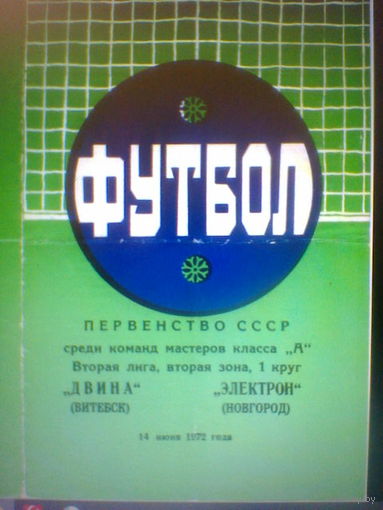 ФУТБОЛ
ПЕРВЕНСТВО СССР
среди команд мастеров класса „А“
Вторая лига, вторая зона, 1 круг
„ДВИНА“ „ЭЛЕКТРОН“
(ВИТЕБСК) (НОВГОРОД)
14 июня 1972 года